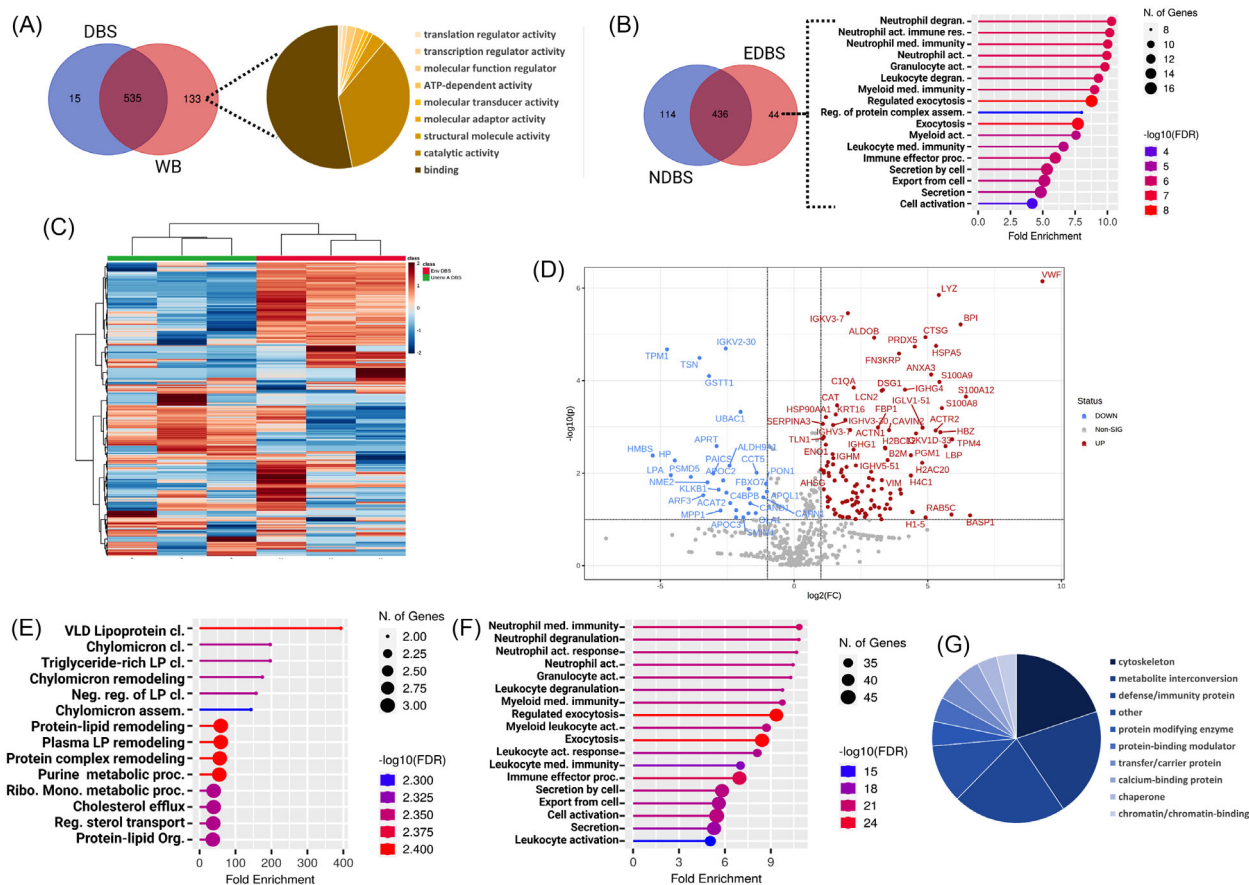 (A)
DBS
15
535
133
WB
translation regulator activity
transcription regulator activity
molecular function regulator
ATP-dependent activity
molecular transducer activity
molecular adaptor activity
structural molecule activity
catalytic activity
binding
(B)
EDBS
114
436
44
NDBS
Neutrophil degran.
Neutrophil act. immune res.
Neutrophil med. immunity
Neutrophil act.
Granulocyte act.
Leukocyte degran.
Myeloid med. immunity
Regulated exocytosis
Reg. of protein complex assem.
Exocytosis
Myeloid act.
Leukocyte med. immunity
Immune effector proc.
Secretion by cell
Export from cell
Secretion
Cell activation
0.0 2.5 5.0 7.5 10.0
Fold Enrichment
N. of Genes
8
10
12
14
16
-log10(FDR)
4
5
6
7
8
(C)
class
class
Env DBS
Unenv A DBS
2
1
0
-1
-2
(D)
VWF
LYZ
IGKV3-7
BPI
ALDOB
CTSG
PRDX5
IGKV2-30
TPM1
TSN
FN3KRP
HSPA5
GSTT1
ANXA3
S100A9
C1QA
DSG1
IGHG4
S100A12
LCN2
CAT
IGLV1-51
S100A8
UBAC1
HSP90AA1
KRT16
FBP1
SERPINA3
IGHV3-30
CAVIN2
ACTR2
IGHV3-7
ACTN1
HBZ
TLN1
IGHG1
IGKV1D-33
TPM4
APRT
ALDH9A1
ENO1
B2M
PGM1
LBP
HMBS
HP
PAICS
CCT5
IGHM
LPA
PSMD5
APOC2
PON1
IGHV5-51
H2AC20
NME2
FBXO7
AHSG
VIM
H4C1
KLKB1
ARF3
C4BPB
APOL1
ACAT2
CAND1
MPP1
CAPN1
RAB5C
APOC3
OLA1
H1-5
BASP1
6
4
2
0
-log10(p)
-5 0 5 10
log2(FC)
Status
DOWN
Non-SIG
UP
(E)
VLD Lipoprotein cl.
Chylomicron cl.
Triglyceride-rich LP cl.
Chylomicron remodeling
Neg. reg. of LP cl.
Chylomicron assem.
Protein-lipid remodeling
Plasma LP remodeling
Protein complex remodeling
Purine metabolic proc.
Ribo. Mono. metabolic proc.
Cholesterol efflux
Reg. sterol transport
Protein-lipid Org.
0 100 200 300 400
Fold Enrichment
N. of Genes
2.00
2.25
2.50
2.75
3.00
-log10(FDR)
2.300
2.325
2.350
2.375
2.400
(F)
Neutrophil med. immunity
Neutrophil degranulation
Neutrophil act. response
Neutrophil act.
Granulocyte act.
Leukocyte degranulation
Myeloid med. immunity
Regulated exocytosis
Myeloid leukocyte act.
Exocytosis
Leukocyte act. response
Leukocyte med. immunity
Immune effector proc.
Secretion by cell
Export from cell
Cell activation
Secretion
Leukocyte activation
0 3 6 9
Fold Enrichment
N. of Genes
35
40
45
-log10(FDR)
15
18
21
24
(G)
cytoskeleton
metabolite interconversion
defense/immunity protein
other
protein modifying enzyme
protein-binding modulator
transfer/carrier protein
calcium-binding protein
chaperone
chromatin/chromatin-binding